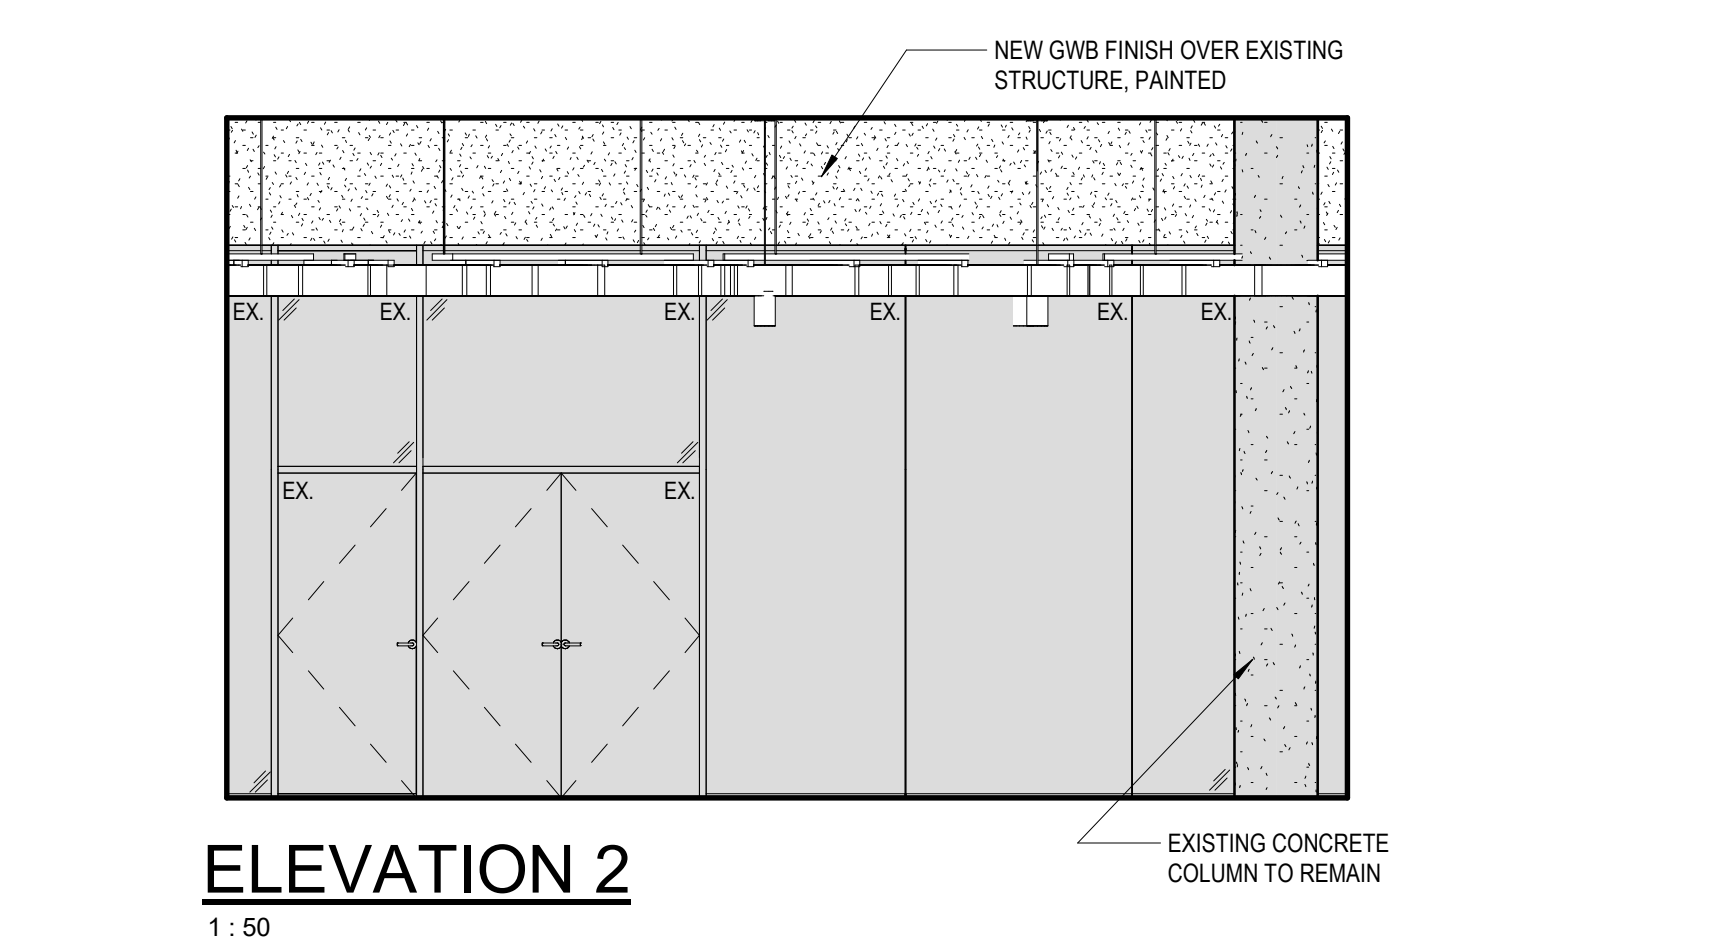 NEW GWB FINISH OVER EXISTING
STRUCTURE, PAINTED
EX. EX. EX. EX. EX. EX.
EX. EX.
EXISTING CONCRETE
COLUMN TO REMAIN
ELEVATION 2
1 : 50